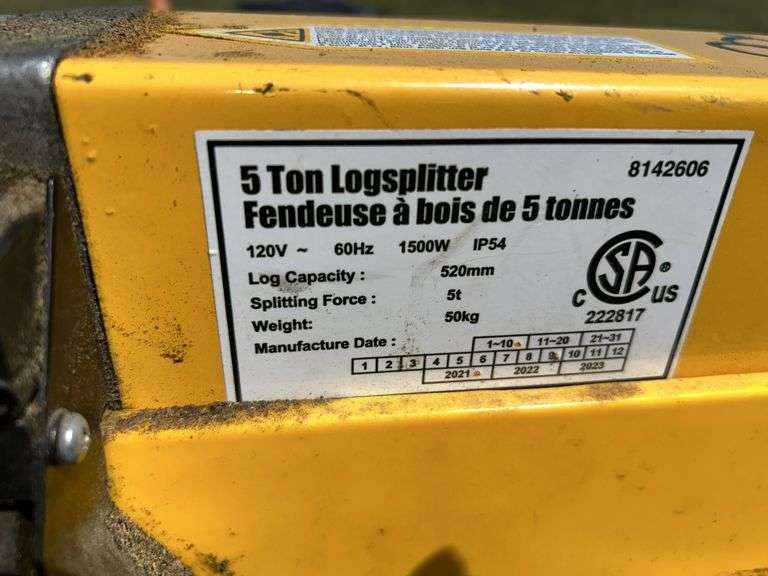 5 Ton Logsplitter 8142606
Fendeuse à bois de 5 tonnes
120V ~ 60Hz 1500W IP54
Log Capacity : 520mm
Splitting Force : 5t
Weight: 50kg
CSA ®
C US
222817
Manufacture Date :
1~10 11~20 21~31
1 2 3 4 5 6 7 8 9 10 11 12
2021 2022 2023